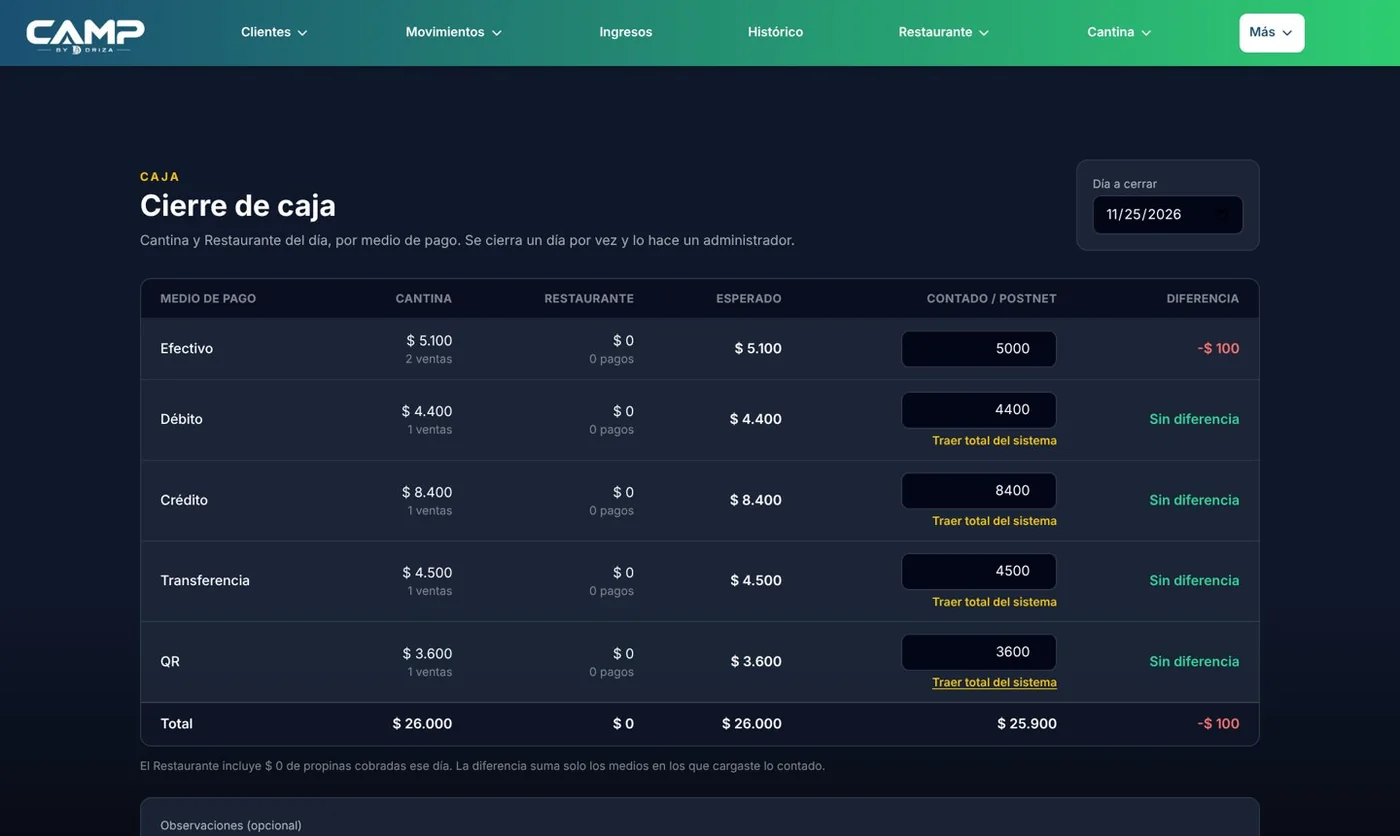 CAMP
BY DRIZA
Clientes
Movimientos
Ingresos
Histórico
Restaurante
Cantina
Más
CAJA
Cierre de caja
Cantina y Restaurante del día, por medio de pago. Se cierra un día por vez y lo hace un administrador.
Día a cerrar
11/25/2026
MEDIO DE PAGO CANTINA RESTAURANTE ESPERADO CONTADO / POSTNET DIFERENCIA
Efectivo $ 5.100 $ 0 $ 5.100 5000 -$ 100
2 ventas 0 pagos
Débito $ 4.400 $ 0 $ 4.400 4400 Sin diferencia
1 ventas 0 pagos Traer total del sistema
Crédito $ 8.400 $ 0 $ 8.400 8400 Sin diferencia
1 ventas 0 pagos Traer total del sistema
Transferencia $ 4.500 $ 0 $ 4.500 4500 Sin diferencia
1 ventas 0 pagos Traer total del sistema
QR $ 3.600 $ 0 $ 3.600 3600 Sin diferencia
1 ventas 0 pagos Traer total del sistema
Total $ 26.000 $ 0 $ 26.000 $ 25.900 -$ 100
El Restaurante incluye $ 0 de propinas cobradas ese día. La diferencia suma solo los medios en los que cargaste lo contado.
Observaciones (opcional)